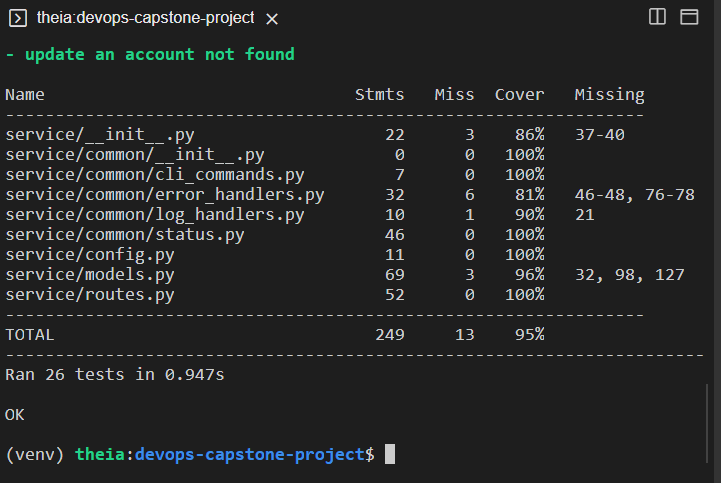 theia:devops-capstone-project
- update an account not found
Name Stmts Miss Cover Missing
-----------------------------------------------------------------
service/__init__.py 22 3 86% 37-40
service/common/__init__.py 0 0 100%
service/common/cli_commands.py 7 0 100%
service/common/error_handlers.py 32 6 81% 46-48, 76-78
service/common/log_handlers.py 10 1 90% 21
service/common/status.py 46 0 100%
service/config.py 11 0 100%
service/models.py 69 3 96% 32, 98, 127
service/routes.py 52 0 100%
-----------------------------------------------------------------
TOTAL 249 13 95%
----------------------------------------------------------------------
Ran 26 tests in 0.947s
OK
(venv) theia:devops-capstone-project$